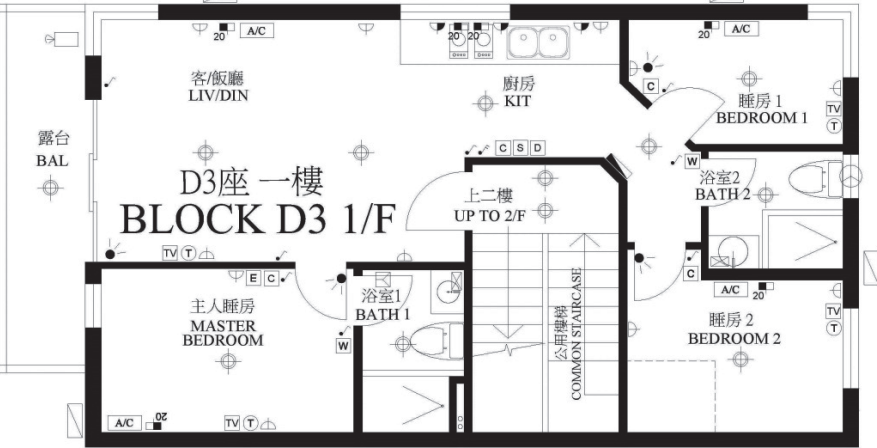 20
A/C
20
20
20
A/C
客/飯廳
LIV/DIN
廚房
KIT
C
睡房 1
BEDROOM 1
TV
T
露台
BAL
C S D
W
浴室2
BATH 2
D3座 一樓
BLOCK D3 1/F
上二樓
UP TO 2/F
TV T
E C
C
浴室1
BATH 1
主人睡房
MASTER
BEDROOM
W
公用樓梯
COMMON STAIRCASE
A/C
20
睡房 2
BEDROOM 2
TV
T
A/C
20
TV T